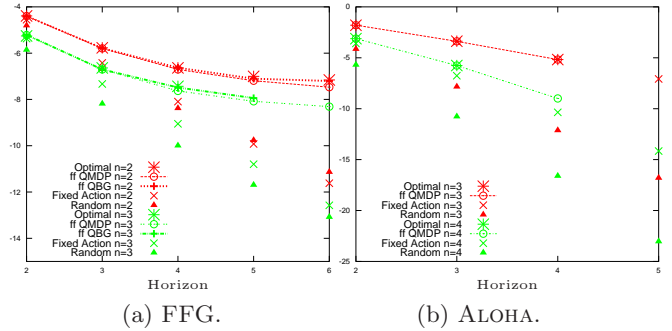 -4
-6
-8
-10
-12
-14
2
3
4
5
6
Optimal n=2
ff QMDP n=2
ff QBG n=2
Fixed Action n=2
Random n=2
Optimal n=3
ff QMDP n=3
ff QBG n=3
Fixed Action n=3
Random n=3
Horizon
(a) FFG.
0
-5
-10
-15
-20
-25
2
3
4
5
Optimal n=3
ff QMDP n=3
Fixed Action n=3
Random n=3
Optimal n=4
ff QMDP n=4
Fixed Action n=4
Random n=4
Horizon
(b) ALOHA.